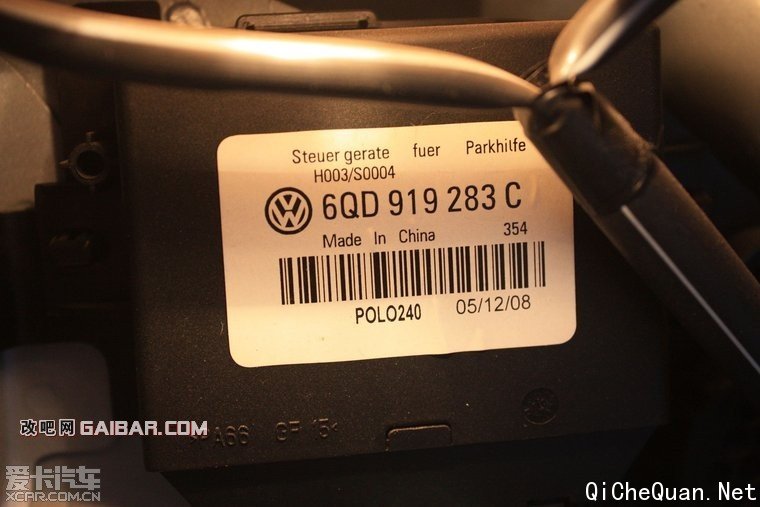 Steuer gerate fuer Parkhilfe
H003/S0004
6QD 919 283 C
Made In China 354
POLO240 05/12/08
>PA66 GF 15<
改吧网 GAIBAR.COM
爱卡汽车
XCAR.COM.CN
QiCheQuan.Net